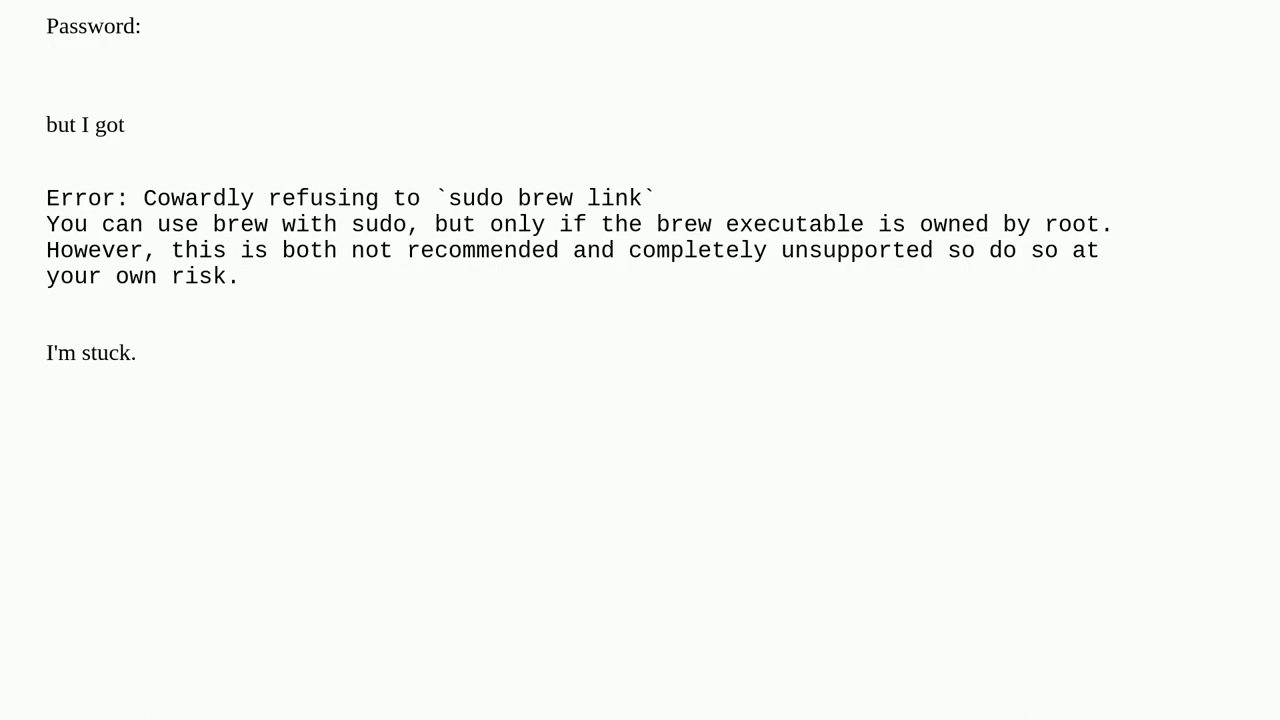 Password:
but I got
Error: Cowardly refusing to `sudo brew link`
You can use brew with sudo, but only if the brew executable is owned by root.
However, this is both not recommended and completely unsupported so do so at
your own risk.
I'm stuck.